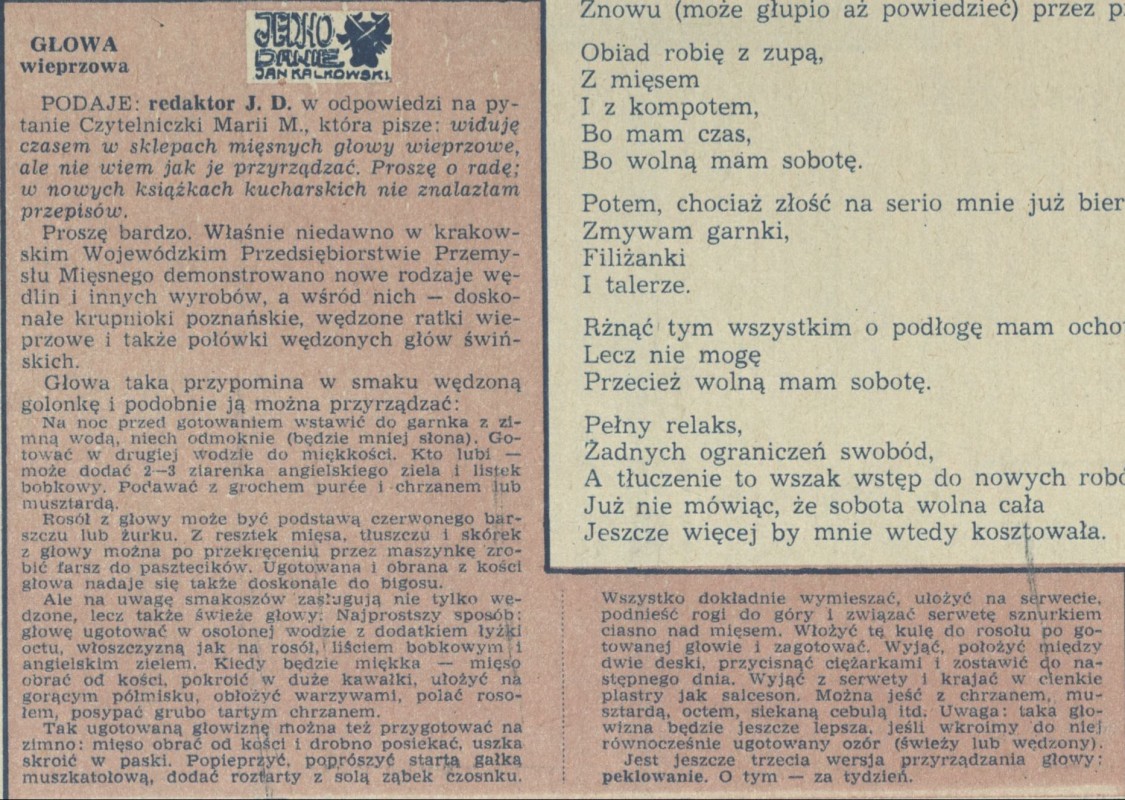 GŁOWA
wieprzowa
JEDNO
DANIE
JAN KALKOWSKI
PODAJE: redaktor J. D. w odpowiedzi na py-
tanie Czytelniczki Marii M., która pisze: widuję
czasem w sklepach mięsnych głowy wieprzowe,
ale nie wiem jak je przyrządzać. Proszę o radę;
w nowych książkach kucharskich nie znalazłam
przepisów.
Proszę bardzo. Właśnie niedawno w krakow-
skim Wojewódzkim Przedsiębiorstwie Przemy-
słu Mięsnego demonstrowano nowe rodzaje wę-
dlin i innych wyrobów, a wśród nich — dosko-
nałe krupnioki poznańskie, wędzone ratki wie-
przowe i także połówki wędzonych głów świń-
skich.
Głowa taka przypomina w smaku wędzoną
golonkę i podobnie ją można przyrządzać:
Na noc przed gotowaniem wstawić do garnka z zi-
mną wodą, niech odmoknie (będzie mniej słona). Go-
tować w drugiej wodzie do miękkości. Kto lubi —
może dodać 2—3 ziarenka angielskiego ziela i listek
bobkowy. Podawać z grochem purée i chrzanem lub
musztardą.
Rosół z głowy może być podstawą czerwonego bar-
szczu lub żurku. Z resztek mięsa, tłuszczu i skórek
z głowy można po przekręceniu przez maszynkę zro-
bić farsz do pasztecików. Ugotowana i obrana z kości
głowa nadaje się także doskonale do bigosu.
Ale na uwagę smakoszów zasługują nie tylko wę-
dzone, lecz także świeże głowy: Najprostszy sposób:
głowę ugotować w osolonej wodzie z dodatkiem łyżki
octu, włoszczyzną jak na rosół, liściem bobkowym i
angielskim zielem. Kiedy będzie miękka — mięso
obrać od kości, pokroić w duże kawałki, ułożyć na
gorącym półmisku, obłożyć warzywami, polać roso-
łem, posypać grubo tartym chrzanem.
Tak ugotowaną głowiznę można też przygotować na
zimno: mięso obrać od kości i drobno posiekać, uszka
skroić w paski. Popieprzyć, poprószyć startą gałką
muszkatołową, dodać roztarty z solą ząbek czosnku.
Znowu (może głupio aż powiedzieć) przez
Obiad robię z zupą,
Z mięsem
I z kompotem,
Bo mam czas,
Bo wolną mam sobotę.
Potem, chociaż złość na serio mnie już bier
Zmywam garnki,
Filiżanki
I talerze.
Rżnąć tym wszystkim o podłogę mam ocho
Lecz nie mogę
Przecież wolną mam sobotę.
Pełny relaks,
Żadnych ograniczeń swobód,
A tłuczenie to wszak wstęp do nowych robó
Już nie mówiąc, że sobota wolna cała
Jeszcze więcej by mnie wtedy kosztowała.
Wszystko dokładnie wymieszać, ułożyć na serwecie,
podnieść rogi do góry i związać serwetę sznurkiem
ciasno nad mięsem. Włożyć tę kulę do rosołu po go-
towanej głowie i zagotować. Wyjąć, położyć między
dwie deski, przycisnąć ciężarkami i zostawić do na-
stępnego dnia. Wyjąć z serwety i krajać w cienkie
plastry jak salceson. Można jeść z chrzanem, mu-
sztardą, octem, siekaną cebulą itd. Uwaga: taka gło-
wizna będzie jeszcze lepsza, jeśli wkroimy do niej
równocześnie ugotowany ozór (świeży lub wędzony).
Jest jeszcze trzecia wersja przyrządzania głowy:
peklowanie. O tym — za tydzień.